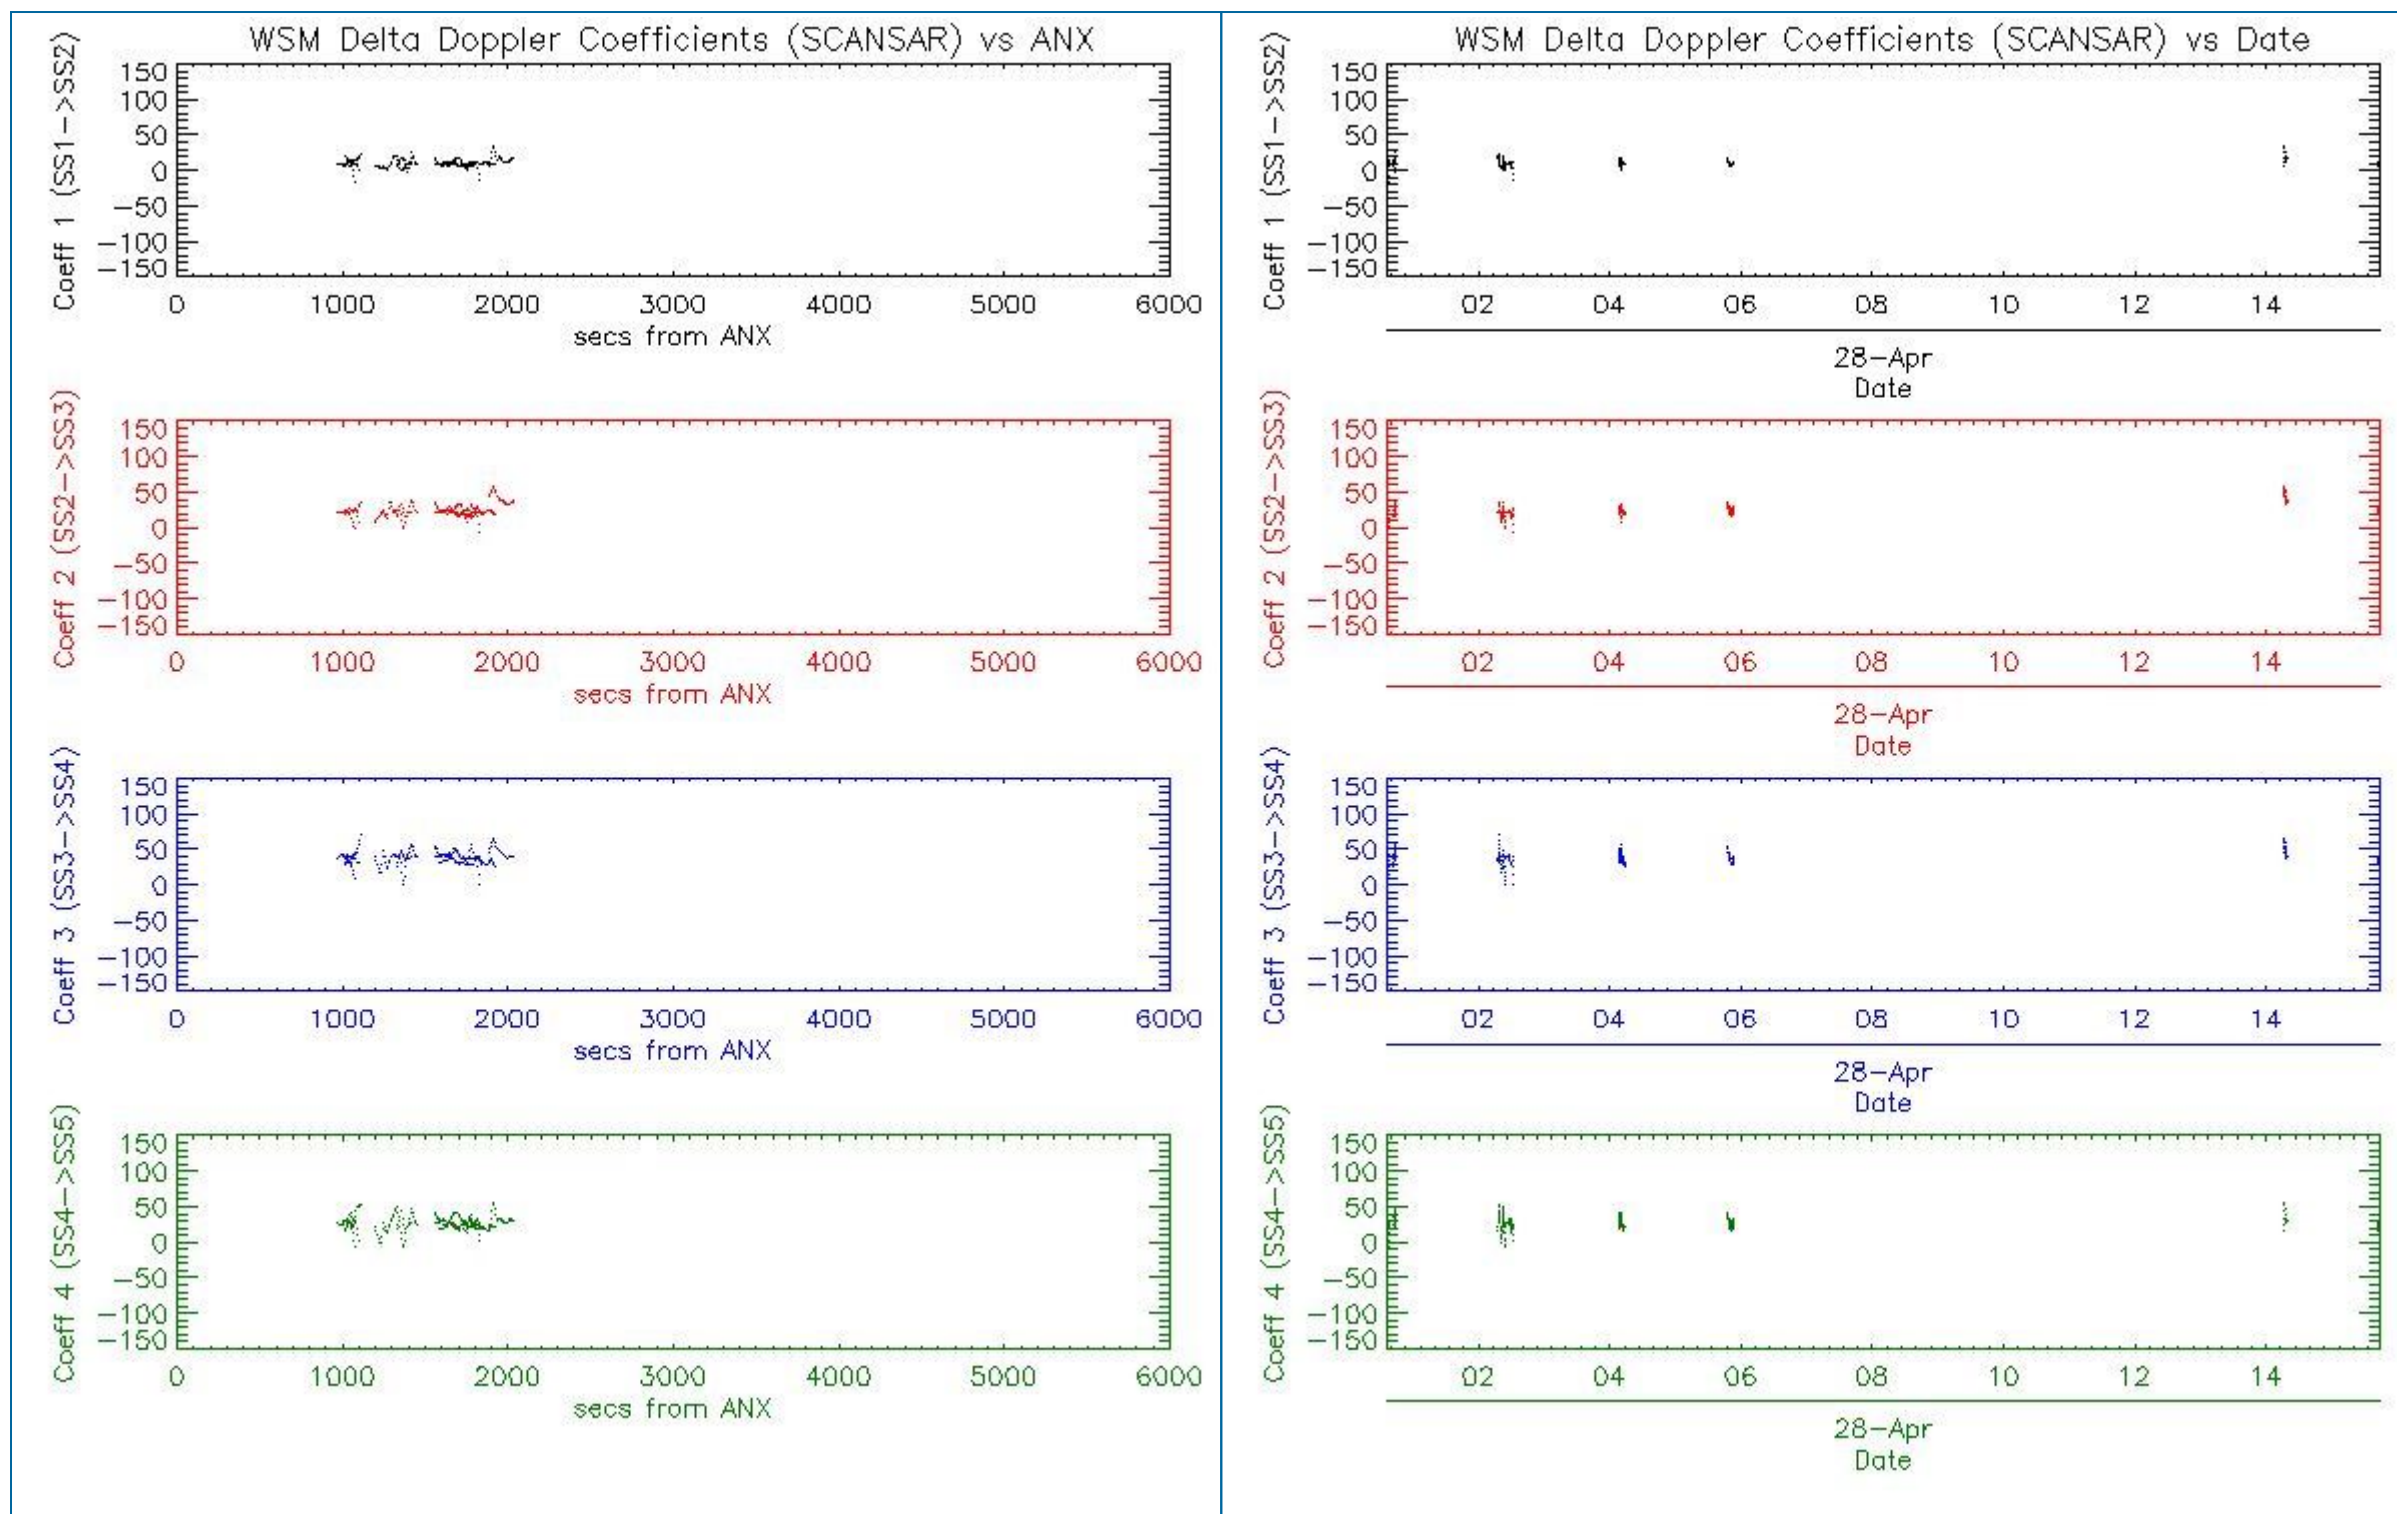 WSM Delta Doppler Coefficients (SCANSAR) vs ANX
Coeff 1 (SS1->SS2)
150
100
50
0
-50
-100
-150
0 1000 2000 3000 4000 5000 6000
secs from ANX
Coeff 2 (SS2->SS3)
150
100
50
0
-50
-100
-150
0 1000 2000 3000 4000 5000 6000
secs from ANX
Coeff 3 (SS3->SS4)
150
100
50
0
-50
-100
-150
0 1000 2000 3000 4000 5000 6000
secs from ANX
Coeff 4 (SS4->SS5)
150
100
50
0
-50
-100
-150
0 1000 2000 3000 4000 5000 6000
secs from ANX
WSM Delta Doppler Coefficients (SCANSAR) vs Date
Coeff 1 (SS1->SS2)
150
100
50
0
-50
-100
-150
02 04 06 08 10 12 14
28-Apr
Date
Coeff 2 (SS2->SS3)
150
100
50
0
-50
-100
-150
02 04 06 08 10 12 14
28-Apr
Date
Coeff 3 (SS3->SS4)
150
100
50
0
-50
-100
-150
02 04 06 08 10 12 14
28-Apr
Date
Coeff 4 (SS4->SS5)
150
100
50
0
-50
-100
-150
02 04 06 08 10 12 14
28-Apr
Date